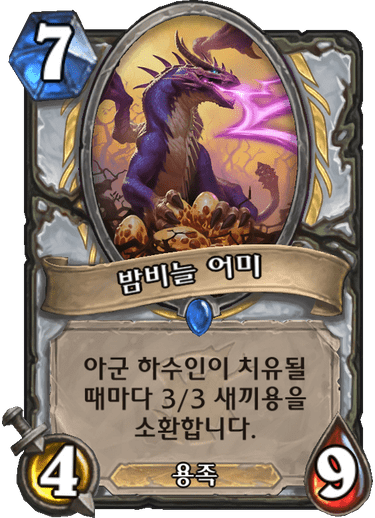 7
밤비늘 어미
아군 하수인이 치유될
때마다 3/3 새끼용을
소환합니다.
4
용족
9